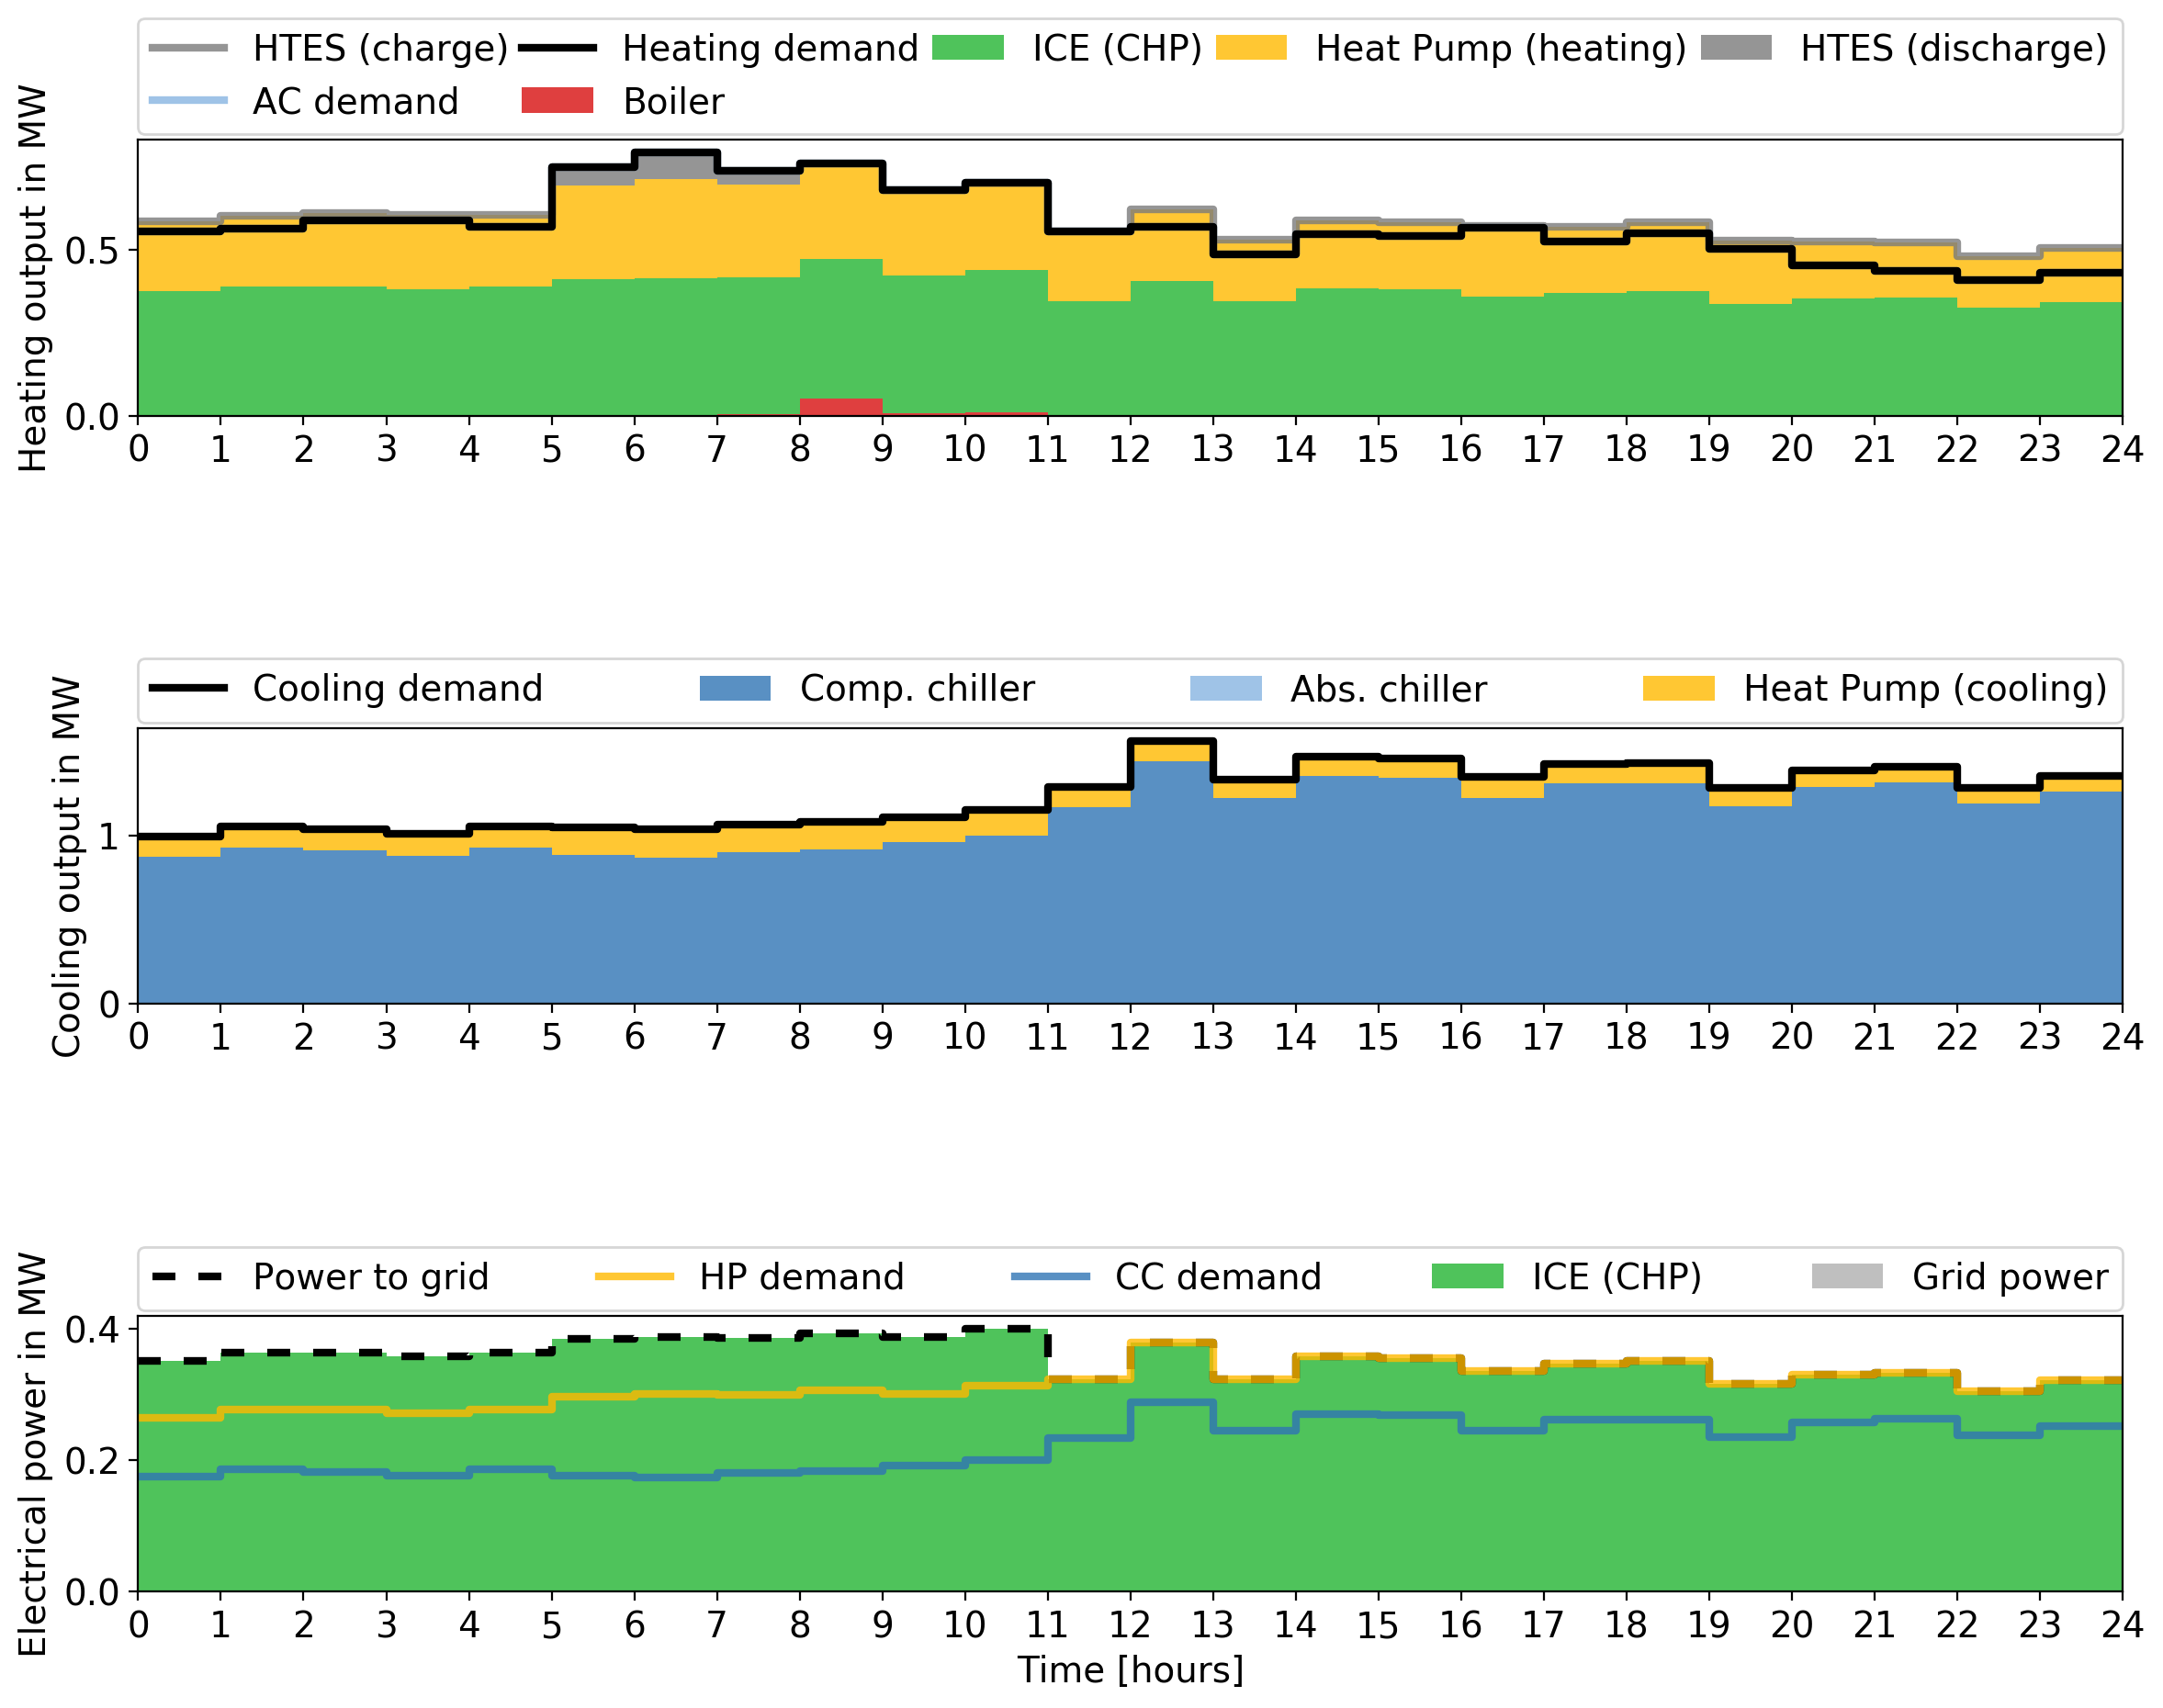 HTES (charge) Heating demand ICE (CHP) Heat Pump (heating) HTES (discharge)
AC demand Boiler
Heating output in MW
0.5
0.0
0 1 2 3 4 5 6 7 8 9 10 11 12 13 14 15 16 17 18 19 20 21 22 23 24
Cooling demand Comp. chiller Abs. chiller Heat Pump (cooling)
Cooling output in MW
1
0
0 1 2 3 4 5 6 7 8 9 10 11 12 13 14 15 16 17 18 19 20 21 22 23 24
Power to grid HP demand CC demand ICE (CHP) Grid power
Electrical power in MW
0.4
0.2
0.0
0 1 2 3 4 5 6 7 8 9 10 11 12 13 14 15 16 17 18 19 20 21 22 23 24
Time [hours]